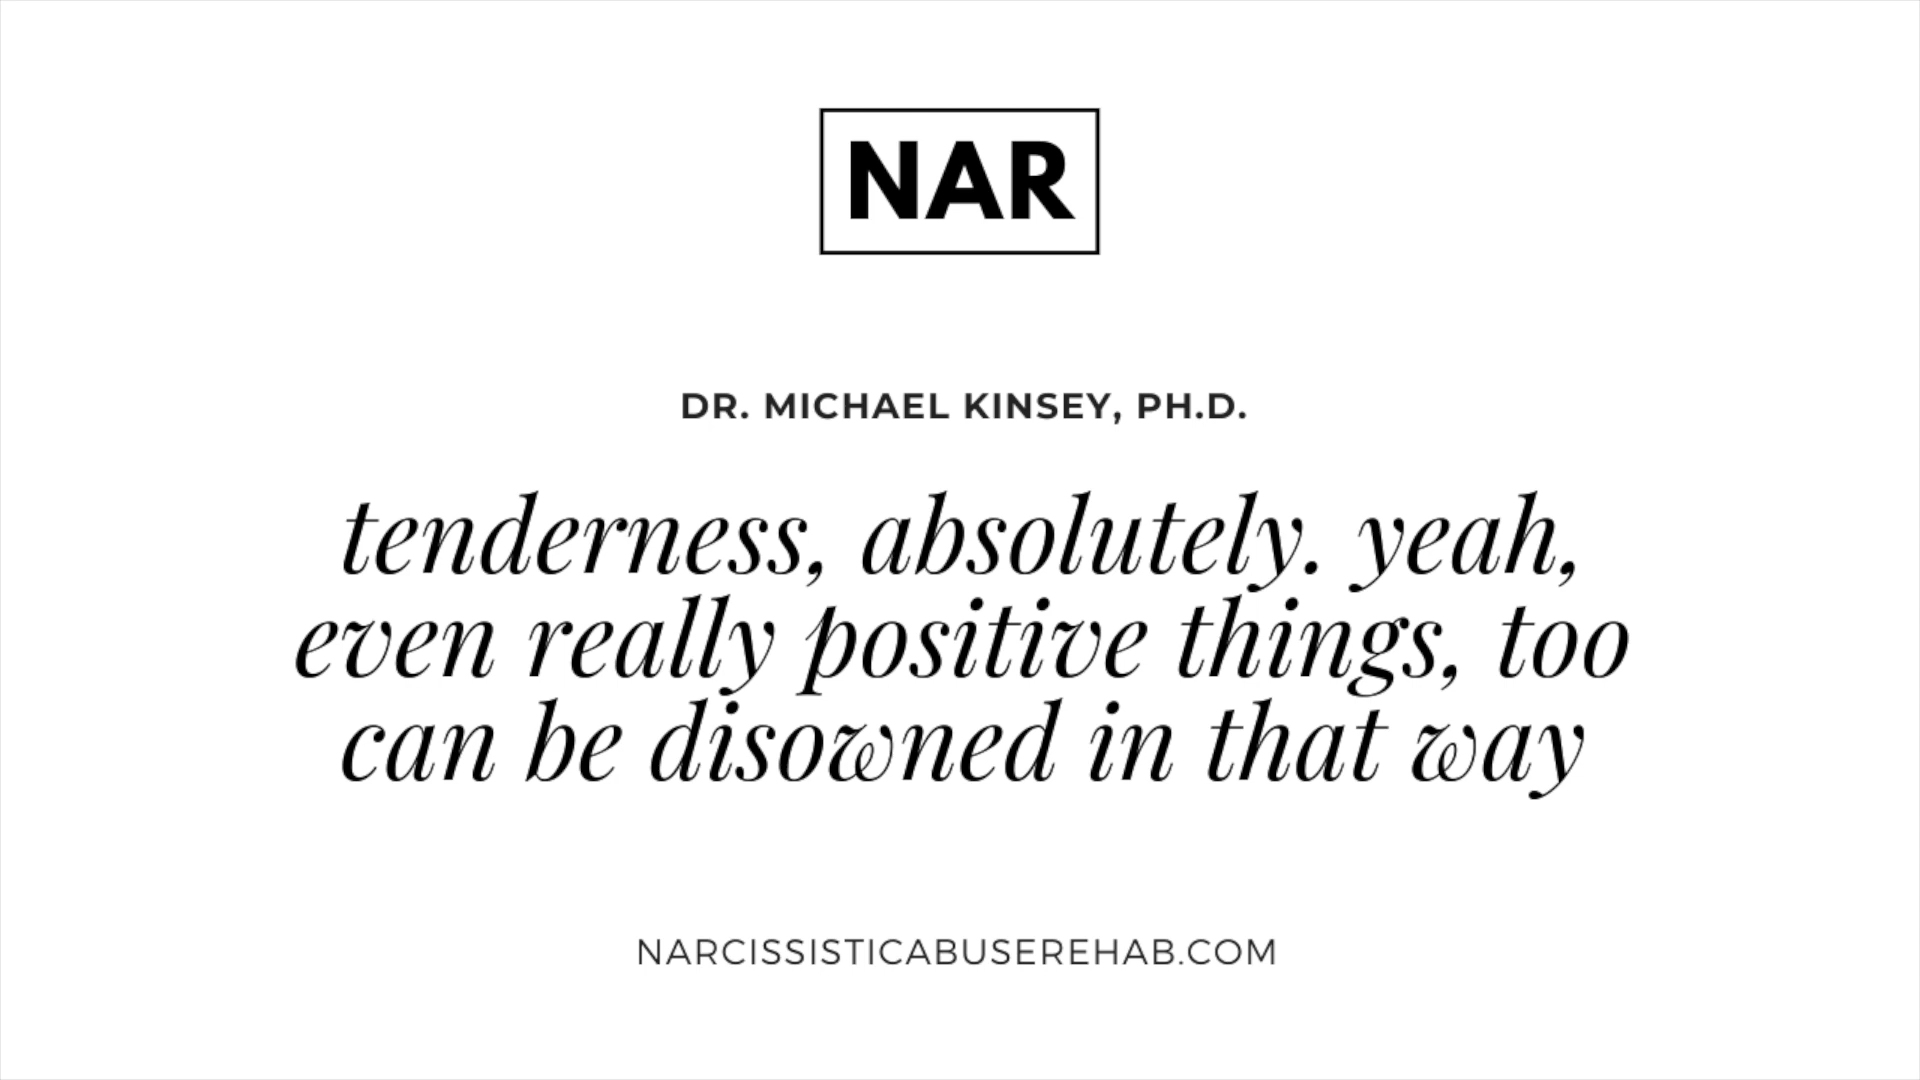 NAR
DR. MICHAEL KINSEY, PH.D.
tenderness, absolutely. yeah,
even really positive things, too
can be disowned in that way
NARCISSISTICABUSEREHAB.COM